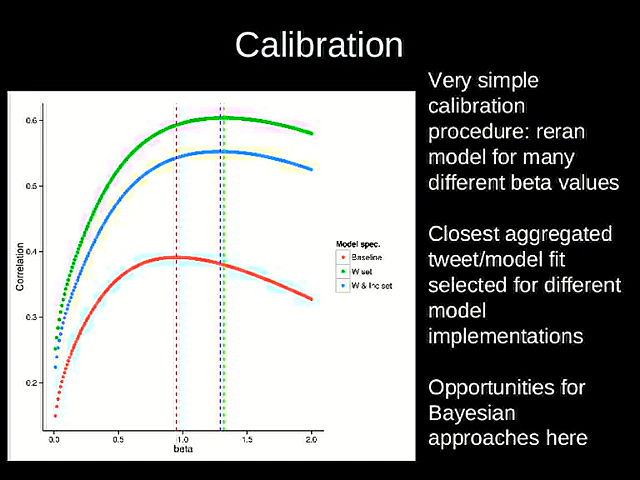 Calibration
Very simple
calibration
procedure: reran
model for many
different beta values
Closest aggregated
tweet/model fit
selected for different
model
implementations
Opportunities for
Bayesian
approaches here
Correlation
0.6
0.5
0.4
0.3
0.2
0.0 0.5 1.0 1.5 2.0
beta
Model spec.
Baseline
W set
W & Inc set